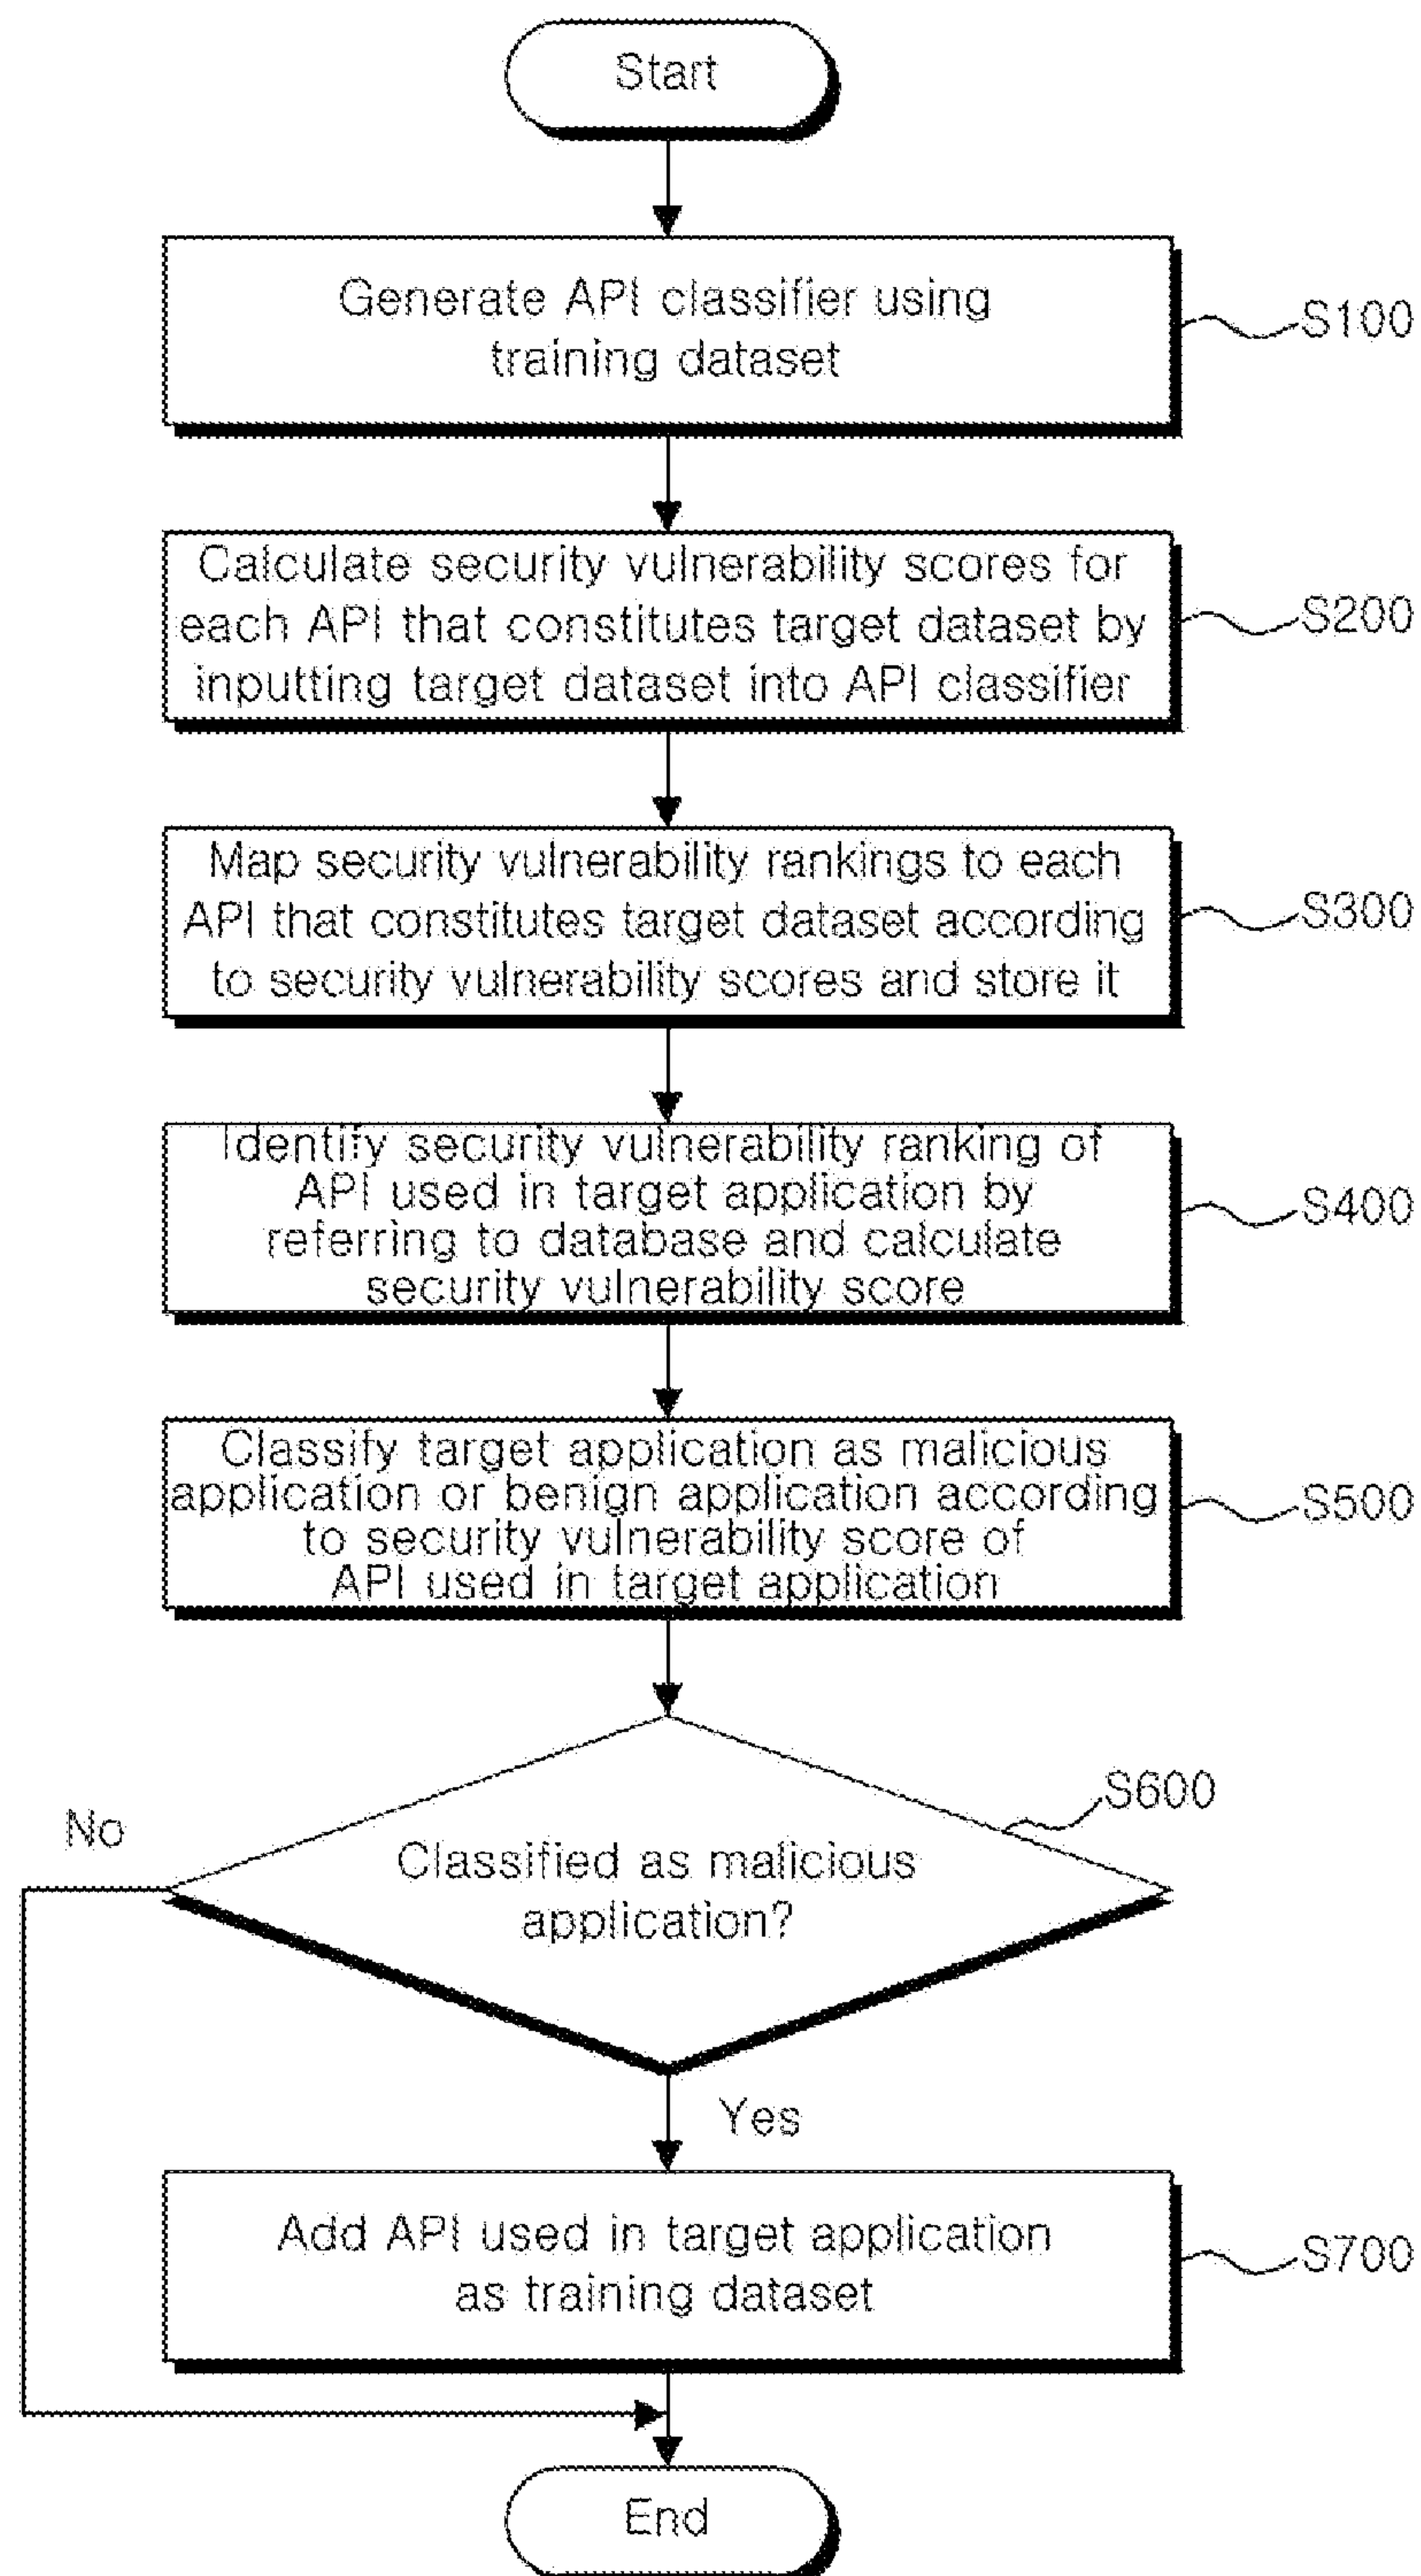 Start
Generate API classifier using
training dataset
S100
Calculate security vulnerability scores for
each API that constitutes target dataset by
inputting target dataset into API classifier
S200
Map security vulnerability rankings to each
API that constitutes target dataset according
to security vulnerability scores and store it
S300
Identify security vulnerability ranking of
API used in target application by
referring to database and calculate
security vulnerability score
S400
Classify target application as malicious
application or benign application according
to security vulnerability score of
API used in target application
S500
S600
No
Classified as malicious
application?
Yes
Add API used in target application
as training dataset
S700
End